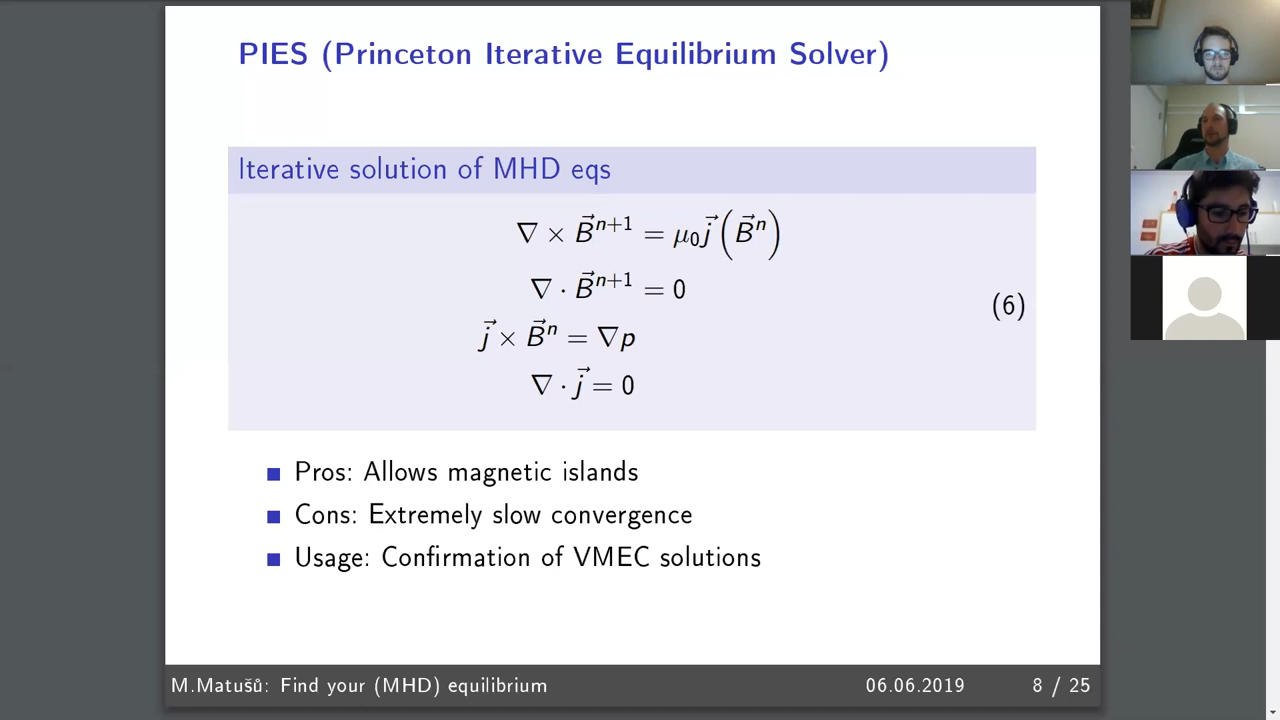 PIES (Princeton Iterative Equilibrium Solver)
Iterative solution of MHD eqs
∇ × B⃗ⁿ⁺¹ = μ₀j⃗(B⃗ⁿ)
∇ · B⃗ⁿ⁺¹ = 0
(6)
j⃗ × B⃗ⁿ = ∇p
∇ · j⃗ = 0
Pros: Allows magnetic islands
Cons: Extremely slow convergence
Usage: Confirmation of VMEC solutions
M.Matušů: Find your (MHD) equilibrium 06.06.2019 8 / 25